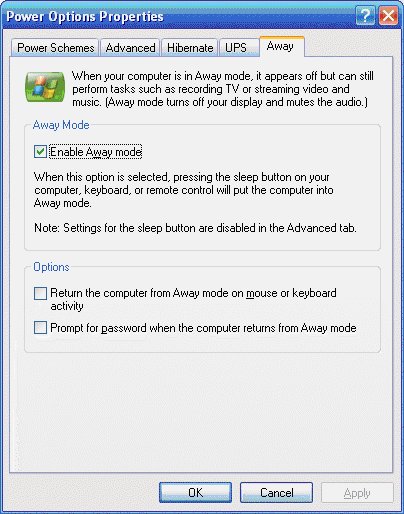 Power Options Properties
Power Schemes Advanced Hibernate UPS Away
When your computer is in Away mode, it appears off but can still
perform tasks such as recording TV or streaming video and
music. (Away mode turns off your display and mutes the audio.)
Away Mode
Enable Away mode
When this option is selected, pressing the sleep button on your
computer, keyboard, or remote control will put the computer into
Away mode.
Note: Settings for the sleep button are disabled in the Advanced tab.
Options
Return the computer from Away mode on mouse or keyboard
activity
Prompt for password when the computer returns from Away mode
OK Cancel Apply